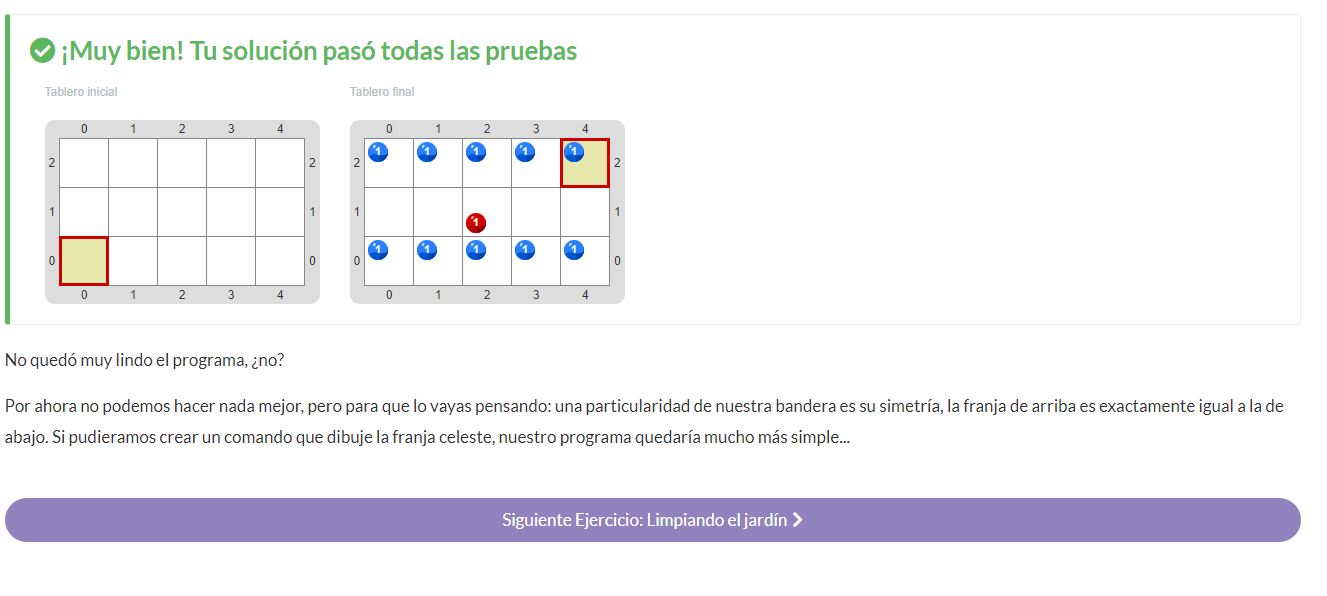 ¡Muy bien! Tu solución pasó todas las pruebas
Tablero inicial
Tablero final
0 1 2 3 4
0 1 2 3 4
2 2
2 1 1 1 1 1 2
1 1
1 1 1
0 0
0 1 1 1 1 1 0
0 1 2 3 4
0 1 2 3 4
No quedó muy lindo el programa, ¿no?
Por ahora no podemos hacer nada mejor, pero para que lo vayas pensando: una particularidad de nuestra bandera es su simetría, la franja de arriba es exactamente igual a la de
abajo. Si pudieramos crear un comando que dibuje la franja celeste, nuestro programa quedaría mucho más simple...
Siguiente Ejercicio: Limpiando el jardín